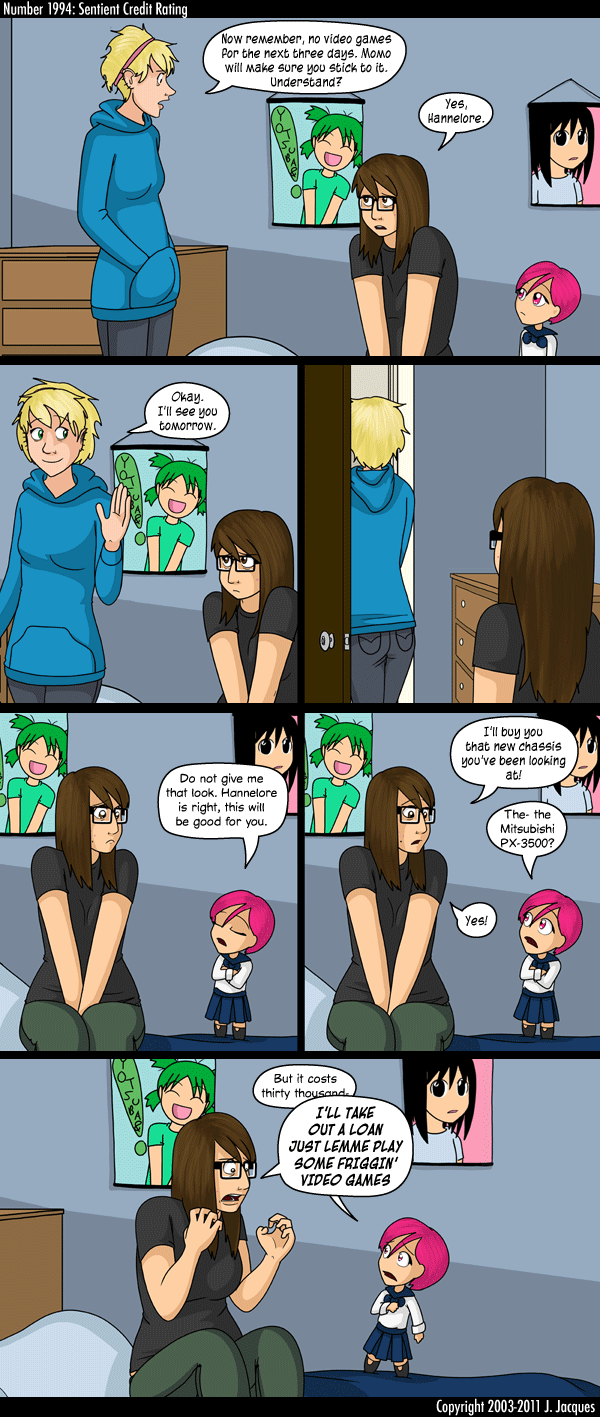 Number 1994: Sentient Credit Rating
Now remember, no video games
for the next three days. Momo
will make sure you stick to it.
Understand?
Yes,
Hannelore.
YOTSUBA&!
Okay.
I'll see you
tomorrow.
YOTSUBA&!
Do not give me
that look. Hannelore
is right, this will
be good for you.
I'll buy you
that new chassis
you've been looking
at!
The- the
Mitsubishi
PX-3500?
Yes!
YOTSUBA&!
But it costs
thirty thousand-
I'LL TAKE
OUT A LOAN
JUST LEMME PLAY
SOME FRIGGIN'
VIDEO GAMES
Copyright 2003-2011 J. Jacques